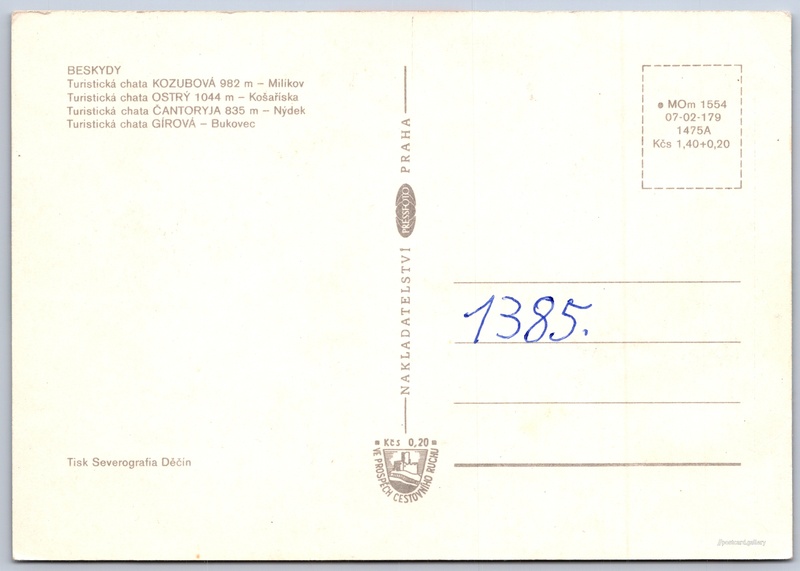 BESKYDY
Turistická chata KOZUBOVÁ 982 m – Milíkov
Turistická chata OSTRÝ 1044 m – Košařiska
Turistická chata ČANTORYJA 835 m – Nýdek
Turistická chata GÍROVÁ – Bukovec
Tisk Severografia Děčín
NAKLADATELSTVÍ PRESSFOTO PRAHA
Kčs 0,20
VE PROSPĚCH CESTOVNÍHO RUCHU
MOm 1554
07-02-179
1475A
Kčs 1,40+0,20
1385.